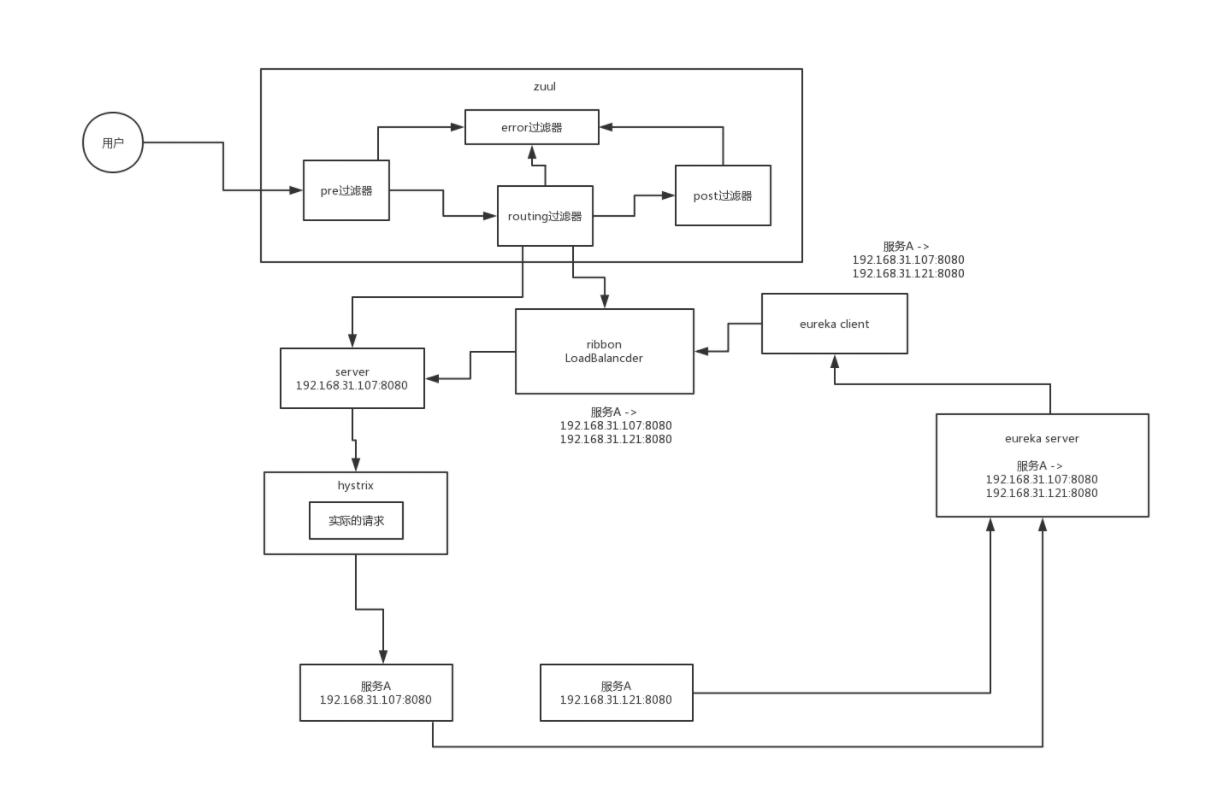 zuul
error过滤器
用户
pre过滤器
post过滤器
routing过滤器
服务A ->
192.168.31.107:8080
192.168.31.121:8080
eureka client
ribbon
LoadBalancder
server
192.168.31.107:8080
服务A ->
192.168.31.107:8080
192.168.31.121:8080
eureka server
服务A ->
192.168.31.107:8080
192.168.31.121:8080
hystrix
实际的请求
服务A
192.168.31.107:8080
服务A
192.168.31.121:8080